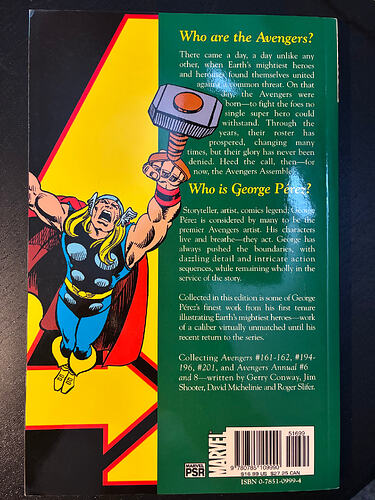 Who are the Avengers?
There came a day, a day unlike any
other, when Earth's mightiest heroes
and heroines found themselves united
against a common threat. On that
day, the Avengers were
born—to fight the foes no
single super hero could
withstand. Through the
years, their roster has
prospered, changing many
times, but their glory has never been
denied. Heed the call, then—for
now, the Avengers Assemble!
Who is George Pérez?
Storyteller, artist, comics legend, George
Pérez is considered by many to be the
premier Avengers artist. His characters
live and breathe—they act. George has
always pushed the boundaries, with
dazzling detail and intricate action
sequences, while remaining wholly in the
service of the story.
Collected in this edition is some of George
Pérez's finest work from his first tenure
illustrating Earth's mightiest heroes—work
of a caliber virtually unmatched until his
recent return to the series.
Collecting Avengers #161-162, #194-
196, #201, and Avengers Annual #6
and 8—written by Gerry Conway, Jim
Shooter, David Michelinie and Roger Slifer.
MARVEL
PSR
MARVEL
51699
9 780785 109990
$16.99 US $27.25 CAN
ISBN 0-7851-0999-4